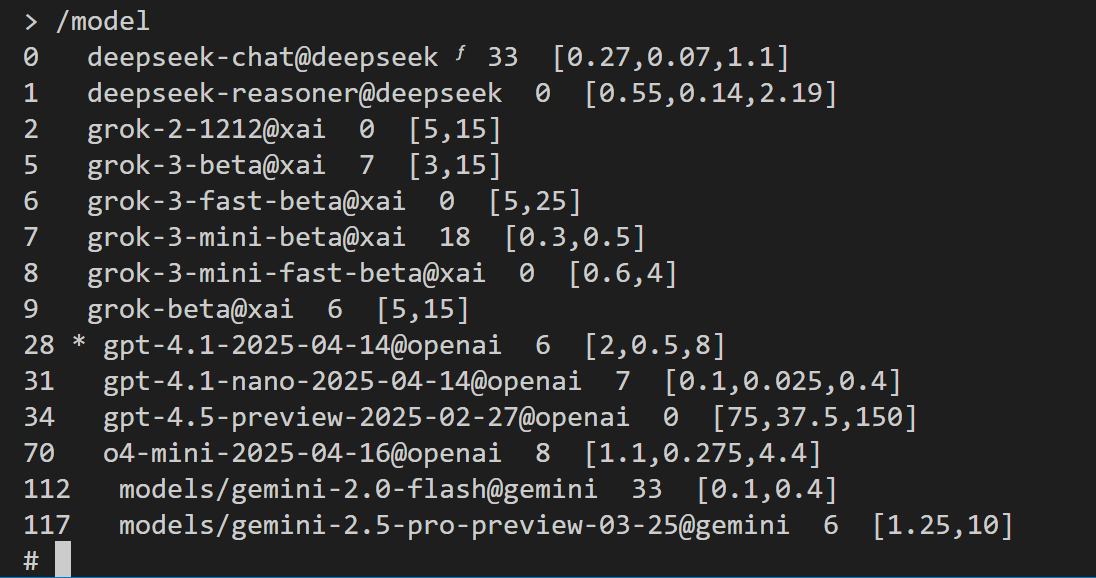 > /model
0   deepseek-chat@deepseek ᶠ 33  [0.27,0.07,1.1]
1   deepseek-reasoner@deepseek  0  [0.55,0.14,2.19]
2   grok-2-1212@xai  0  [5,15]
5   grok-3-beta@xai  7  [3,15]
6   grok-3-fast-beta@xai  0  [5,25]
7   grok-3-mini-beta@xai  18  [0.3,0.5]
8   grok-3-mini-fast-beta@xai  0  [0.6,4]
9   grok-beta@xai  6  [5,15]
28 * gpt-4.1-2025-04-14@openai  6  [2,0.5,8]
31   gpt-4.1-nano-2025-04-14@openai  7  [0.1,0.025,0.4]
34   gpt-4.5-preview-2025-02-27@openai  0  [75,37.5,150]
70   o4-mini-2025-04-16@openai  8  [1.1,0.275,4.4]
112   models/gemini-2.0-flash@gemini  33  [0.1,0.4]
117   models/gemini-2.5-pro-preview-03-25@gemini  6  [1.25,10]
#